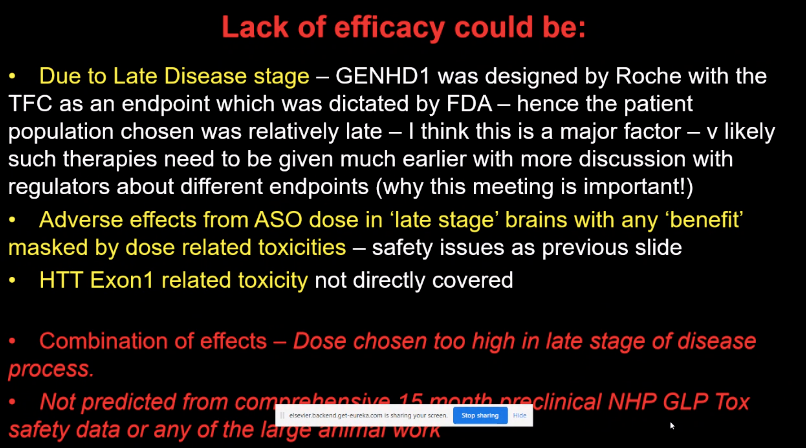 Lack of efficacy could be:
• Due to Late Disease stage – GENHD1 was designed by Roche with the
TFC as an endpoint which was dictated by FDA – hence the patient
population chosen was relatively late – I think this is a major factor – v likely
such therapies need to be given much earlier with more discussion with
regulators about different endpoints (why this meeting is important!)
• Adverse effects from ASO dose in ‘late stage’ brains with any ‘benefit’
masked by dose related toxicities – safety issues as previous slide
• HTT Exon1 related toxicity not directly covered
• Combination of effects – Dose chosen too high in late stage of disease
process.
• Not predicted from comprehensive 15 month preclinical NHP GLP Tox
elsevier.backend.get-eureka.com is sharing your screen. Stop sharing Hide
safety data or any of the large animal work